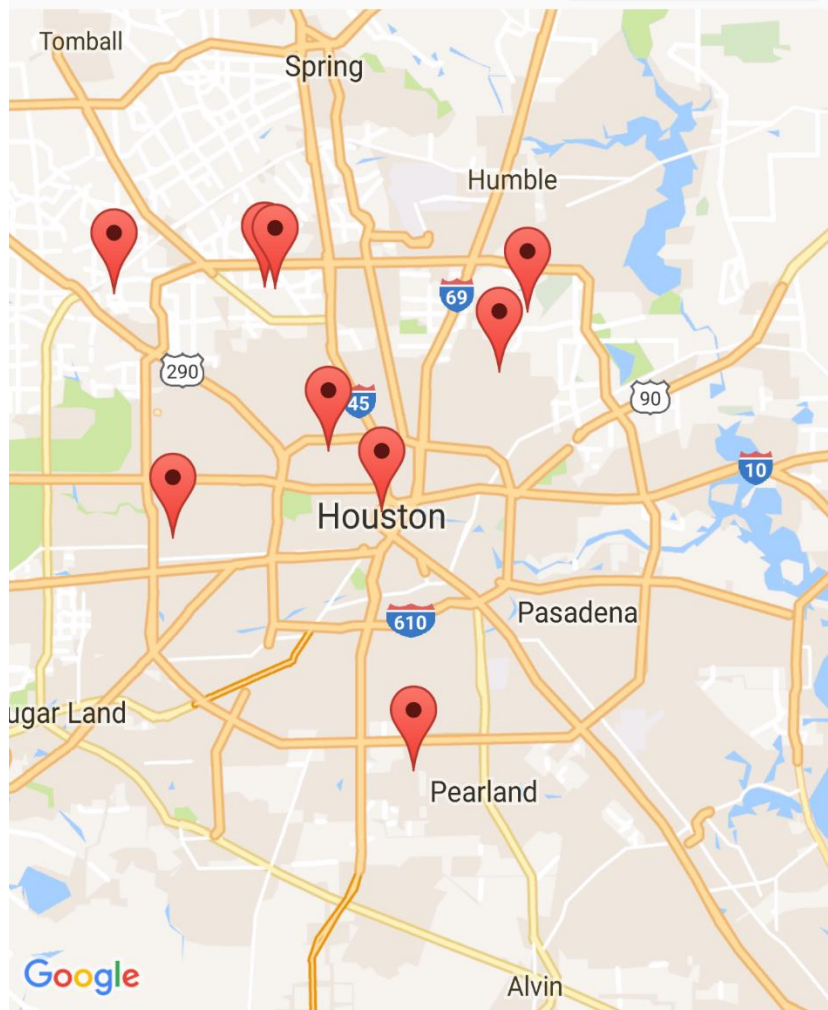 Tomball
Spring
Humble
69
290
45
90
10
Houston
610
Pasadena
ugar Land
Pearland
Google
Alvin